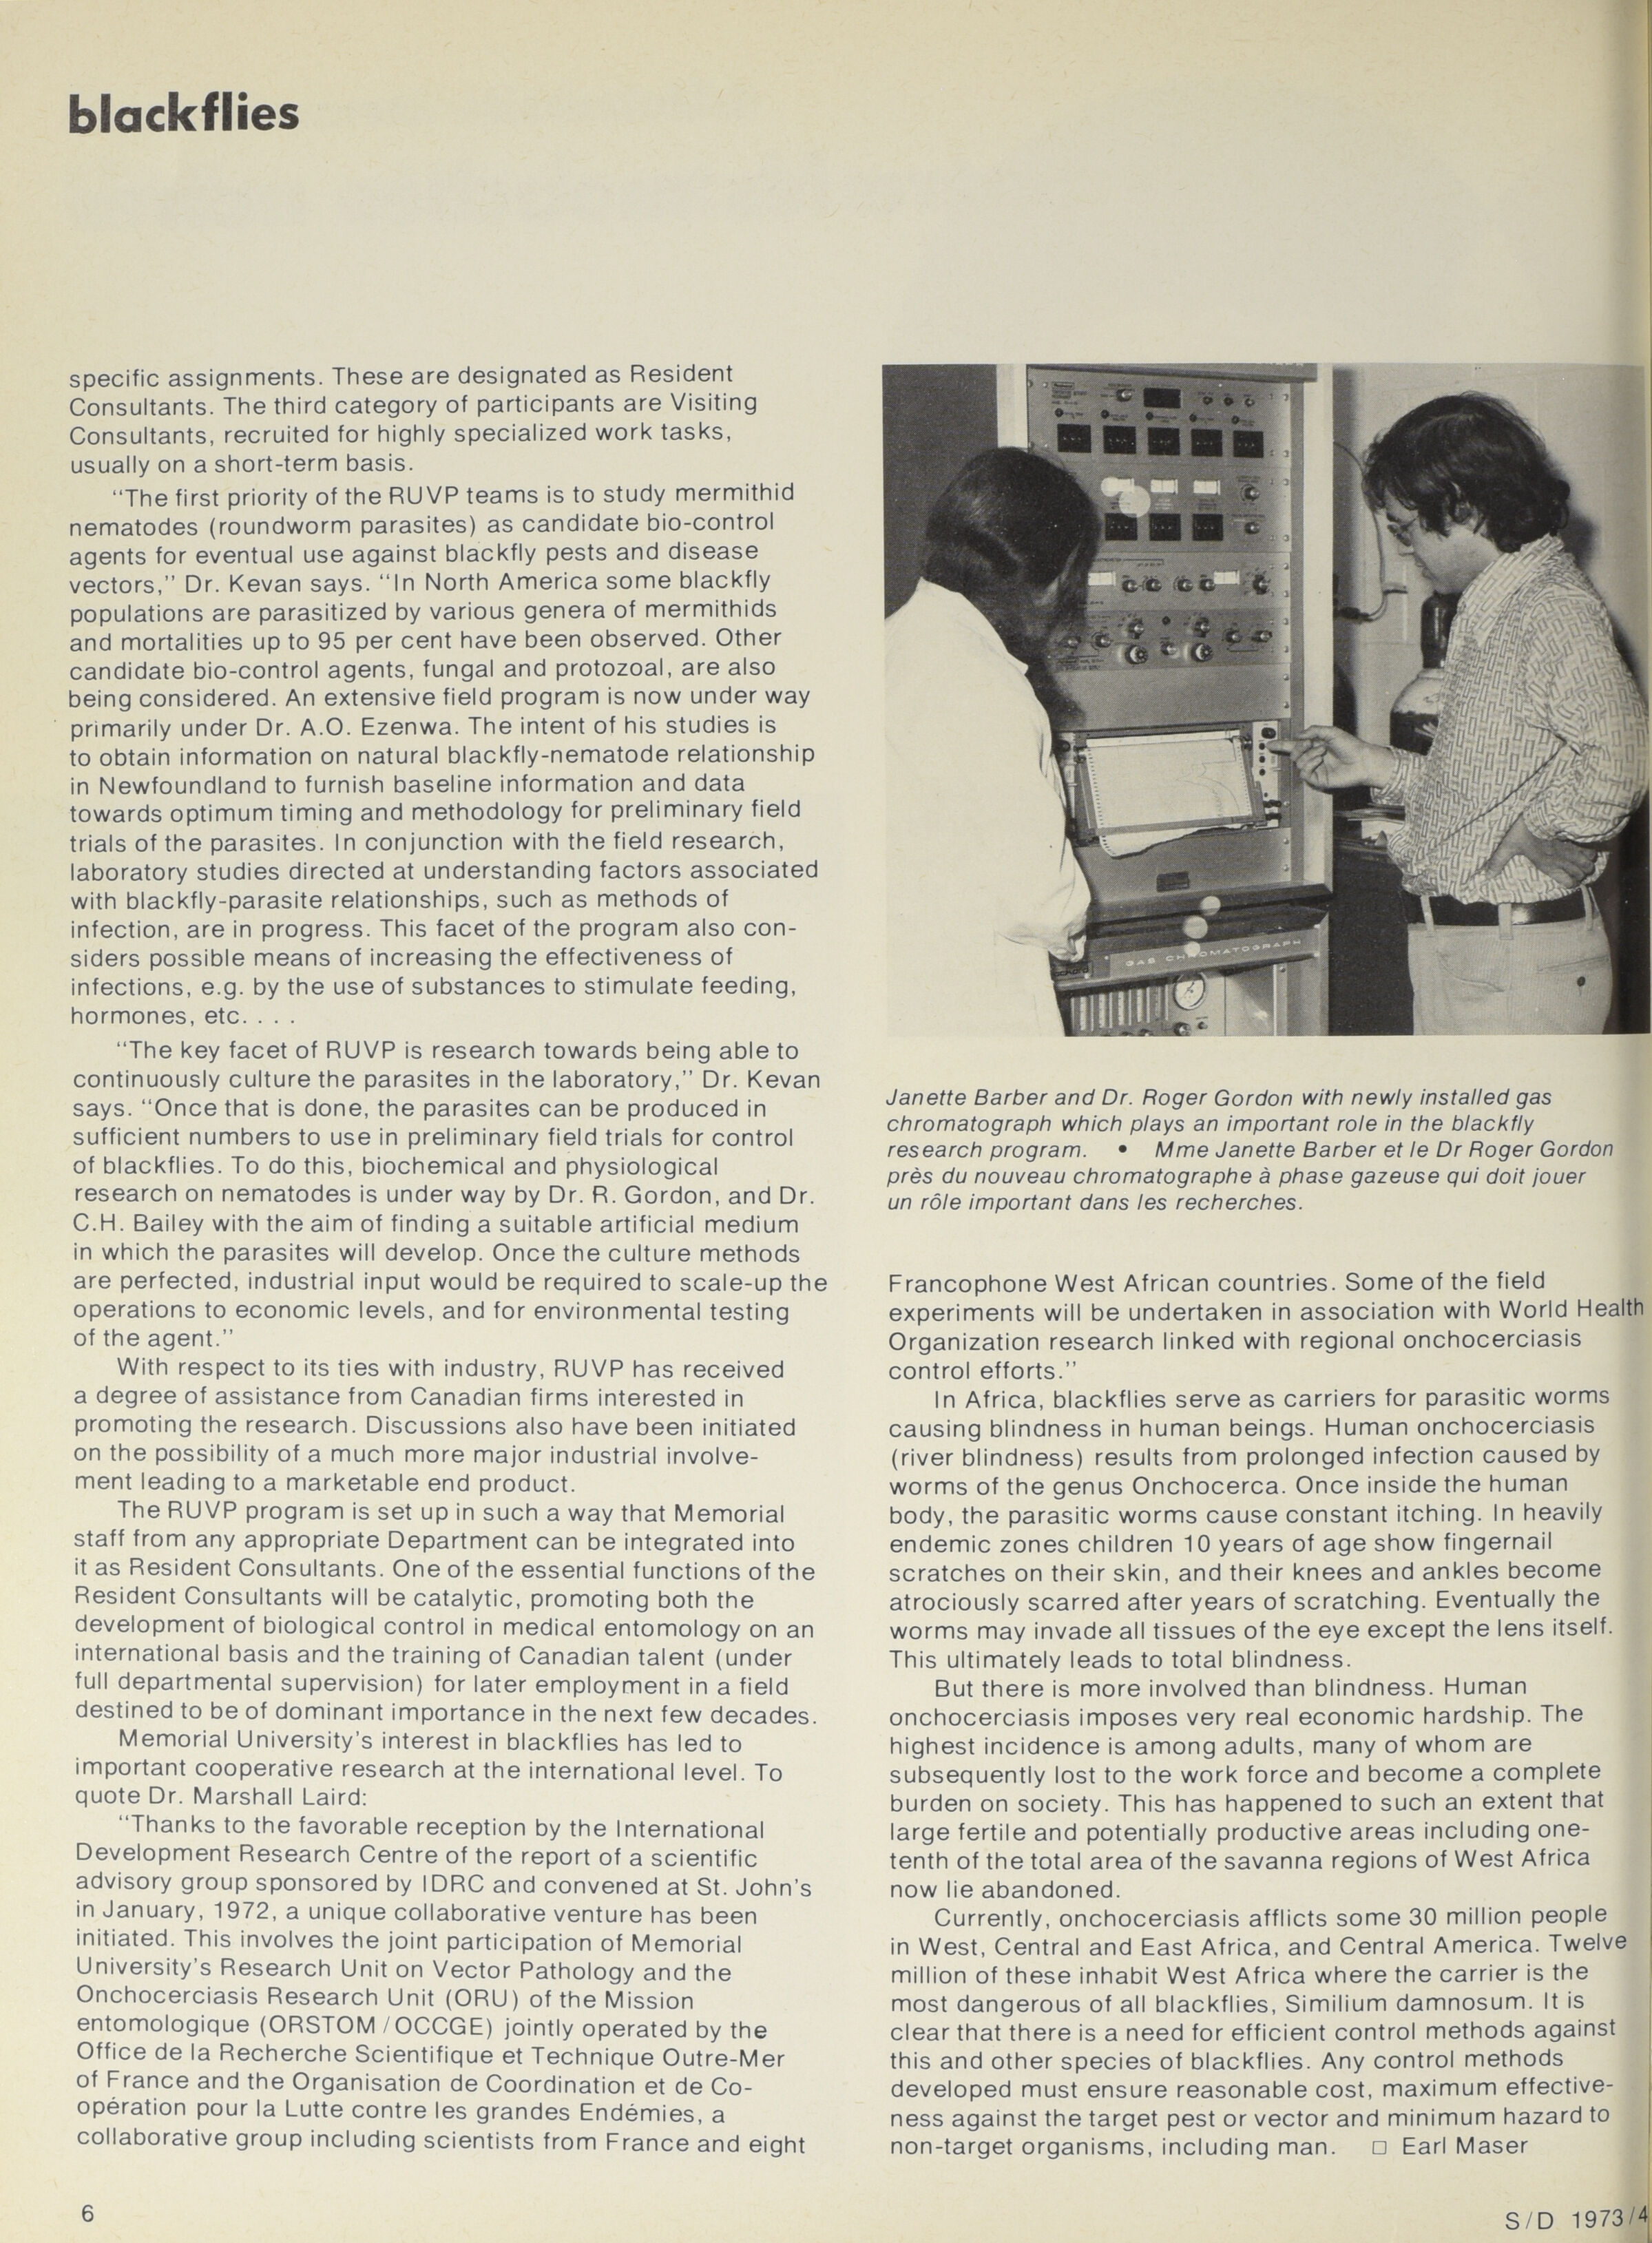 blackflies
specific assignments. These are designated as Resident
Consultants. The third category of participants are Visiting
Consultants, recruited for highly specialized work tasks,
usually on a short-term basis.
"The first priority of the RUVP teams is to study mermithid
nematodes (roundworm parasites) as candidate bio-control
agents for eventual use against blackfly pests and disease
vectors," Dr. Kevan says. "In North America some blackfly
populations are parasitized by various genera of mermithids
and mortalities up to 95 per cent have been observed. Other
candidate bio-control agents, fungal and protozoal, are also
being considered. An extensive field program is now under way
primarily under Dr. A.O. Ezenwa. The intent of his studies is
to obtain information on natural blackfly-nematode relationship
in Newfoundland to furnish baseline information and data
towards optimum timing and methodology for preliminary field
trials of the parasites. In conjunction with the field research,
laboratory studies directed at understanding factors associated
with blackfly-parasite relationships, such as methods of
infection, are in progress. This facet of the program also con-
siders possible means of increasing the effectiveness of
infections, e.g. by the use of substances to stimulate feeding,
hormones, etc. . . .
"The key facet of RUVP is research towards being able to
continuously culture the parasites in the laboratory," Dr. Kevan
says. "Once that is done, the parasites can be produced in
sufficient numbers to use in preliminary field trials for control
of blackflies. To do this, biochemical and physiological
research on nematodes is under way by Dr. R. Gordon, and Dr.
C.H. Bailey with the aim of finding a suitable artificial medium
in which the parasites will develop. Once the culture methods
are perfected, industrial input would be required to scale-up the
operations to economic levels, and for environmental testing
of the agent."
With respect to its ties with industry, RUVP has received
a degree of assistance from Canadian firms interested in
promoting the research. Discussions also have been initiated
on the possibility of a much more major industrial involve-
ment leading to a marketable end product.
The RUVP program is set up in such a way that Memorial
staff from any appropriate Department can be integrated into
it as Resident Consultants. One of the essential functions of the
Resident Consultants will be catalytic, promoting both the
development of biological control in medical entomology on an
international basis and the training of Canadian talent (under
full departmental supervision) for later employment in a field
destined to be of dominant importance in the next few decades.
Memorial University's interest in blackflies has led to
important cooperative research at the international level. To
quote Dr. Marshall Laird:
"Thanks to the favorable reception by the International
Development Research Centre of the report of a scientific
advisory group sponsored by IDRC and convened at St. John's
in January, 1972, a unique collaborative venture has been
initiated. This involves the joint participation of Memorial
University's Research Unit on Vector Pathology and the
Onchocerciasis Research Unit (ORU) of the Mission
entomologique (ORSTOM/OCCGE) jointly operated by the
Office de la Recherche Scientifique et Technique Outre-Mer
of France and the Organisation de Coordination et de Co-
opération pour la Lutte contre les grandes Endémies, a
collaborative group including scientists from France and eight
GAS CHROMATOGRAPH
Janette Barber and Dr. Roger Gordon with newly installed gas
chromatograph which plays an important role in the blackfly
research program. • Mme Janette Barber et le Dr Roger Gordon
près du nouveau chromatographe à phase gazeuse qui doit jouer
un rôle important dans les recherches.
Francophone West African countries. Some of the field
experiments will be undertaken in association with World Health
Organization research linked with regional onchocerciasis
control efforts."
In Africa, blackflies serve as carriers for parasitic worms
causing blindness in human beings. Human onchocerciasis
(river blindness) results from prolonged infection caused by
worms of the genus Onchocerca. Once inside the human
body, the parasitic worms cause constant itching. In heavily
endemic zones children 10 years of age show fingernail
scratches on their skin, and their knees and ankles become
atrociously scarred after years of scratching. Eventually the
worms may invade all tissues of the eye except the lens itself.
This ultimately leads to total blindness.
But there is more involved than blindness. Human
onchocerciasis imposes very real economic hardship. The
highest incidence is among adults, many of whom are
subsequently lost to the work force and become a complete
burden on society. This has happened to such an extent that
large fertile and potentially productive areas including one-
tenth of the total area of the savanna regions of West Africa
now lie abandoned.
Currently, onchocerciasis afflicts some 30 million people
in West, Central and East Africa, and Central America. Twelve
million of these inhabit West Africa where the carrier is the
most dangerous of all blackflies, Similium damnosum. It is
clear that there is a need for efficient control methods against
this and other species of blackflies. Any control methods
developed must ensure reasonable cost, maximum effective-
ness against the target pest or vector and minimum hazard to
non-target organisms, including man. □ Earl Maser
6
S/D 1973/4